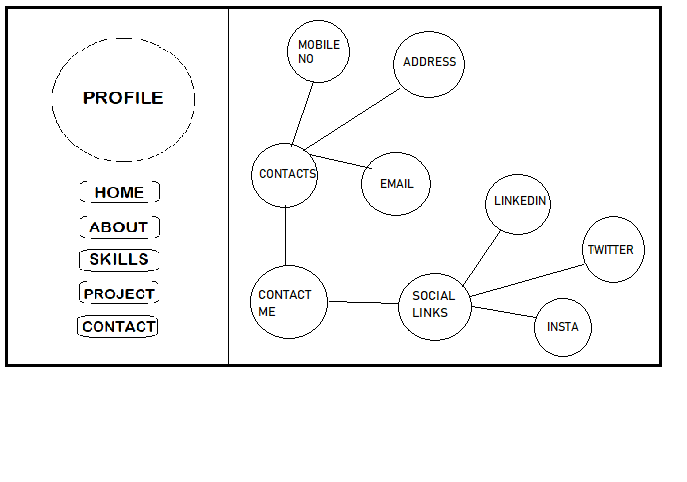 PROFILE
HOME
ABOUT
SKILLS
PROJECT
CONTACT
MOBILE
NO
ADDRESS
CONTACTS
EMAIL
LINKEDIN
TWITTER
CONTACT
ME
SOCIAL
LINKS
INSTA